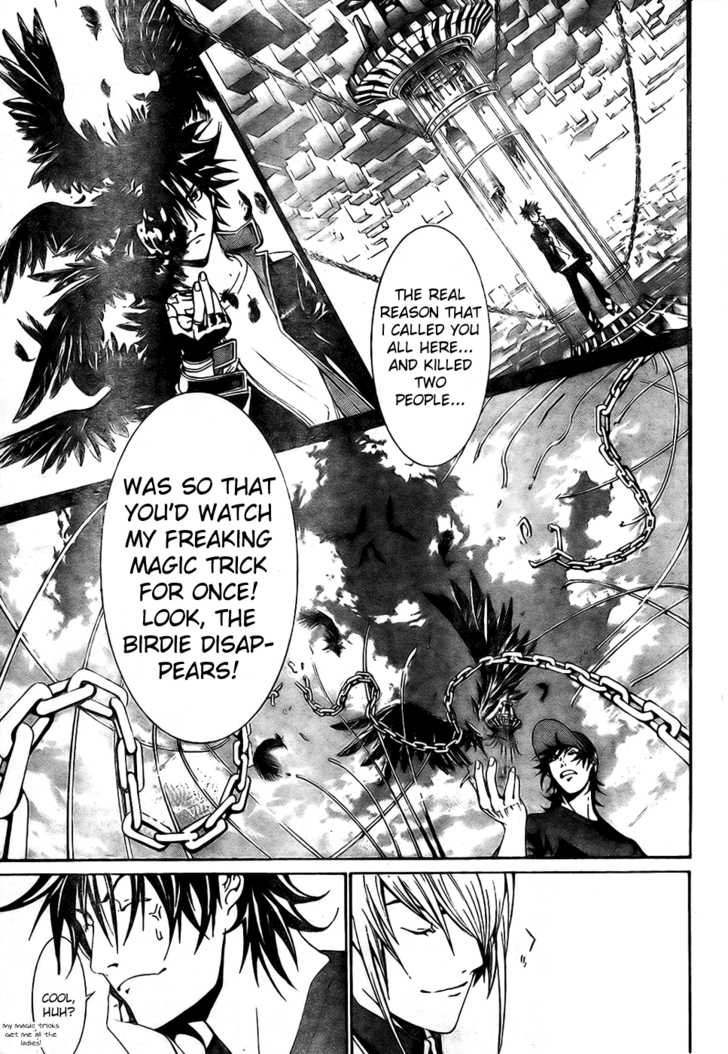 THE REAL
REASON THAT
I CALLED YOU
ALL HERE...
AND KILLED
TWO
PEOPLE...
WAS SO THAT
YOU'D WATCH
MY FREAKING
MAGIC TRICK
FOR ONCE!
LOOK, THE
BIRDIE DISAP-
PEARS!
COOL,
HUH?
my magic tricks
get me all the
ladies!